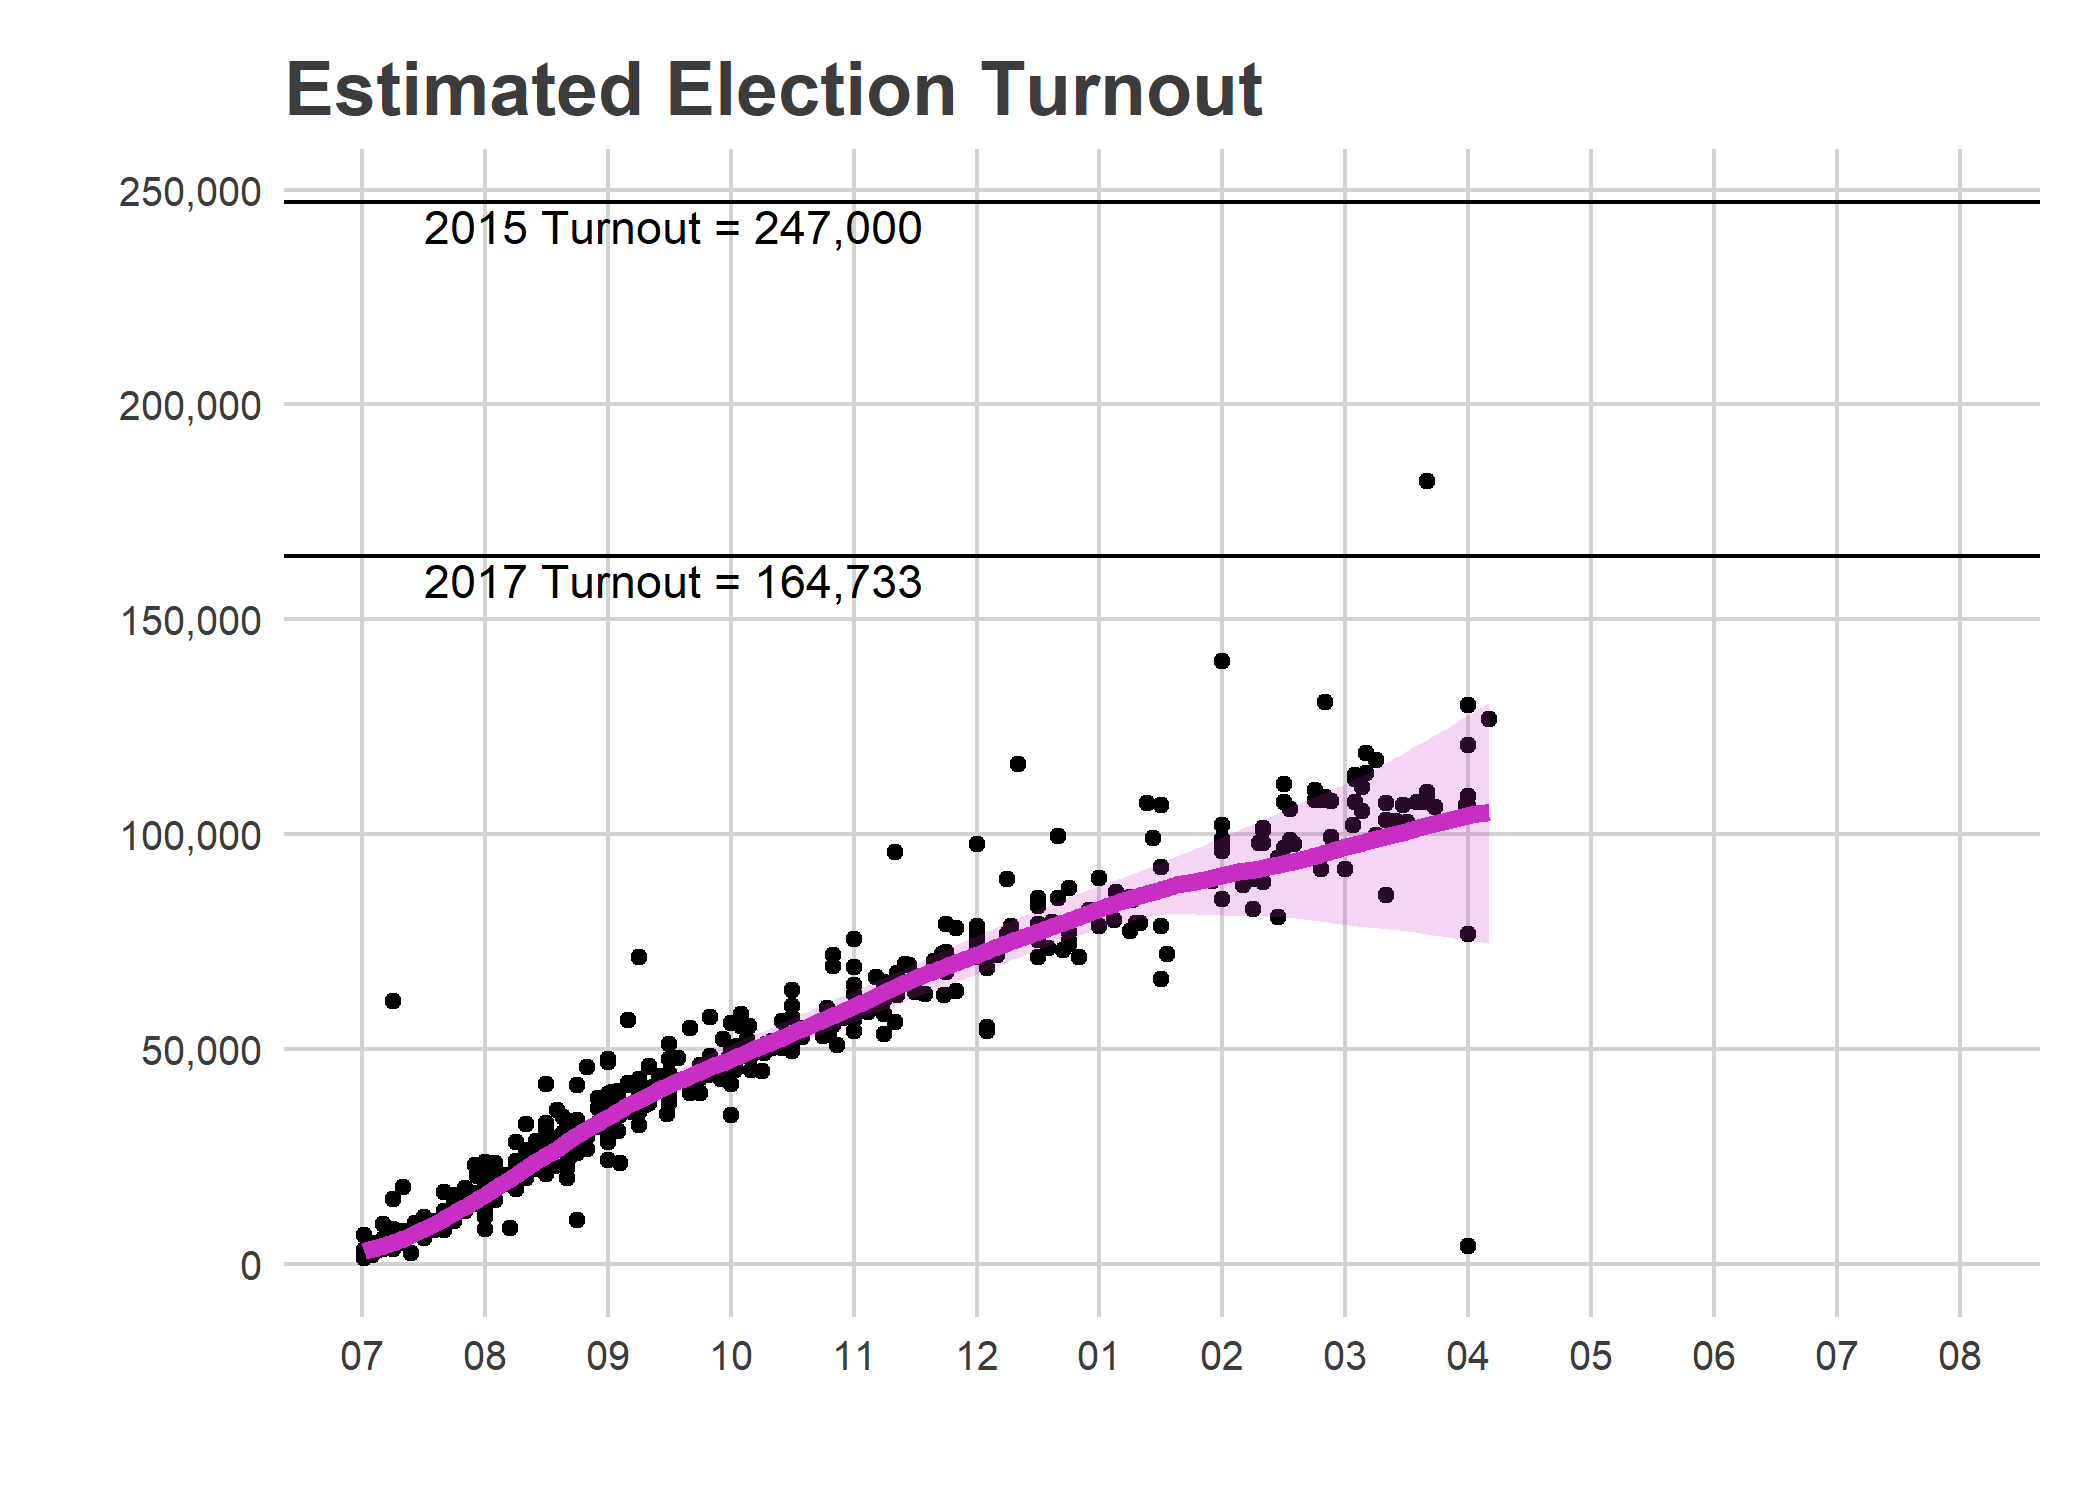 Estimated Election Turnout
250,000
2015 Turnout = 247,000
200,000
2017 Turnout = 164,733
150,000
100,000
50,000
0
07 08 09 10 11 12 01 02 03 04 05 06 07 08